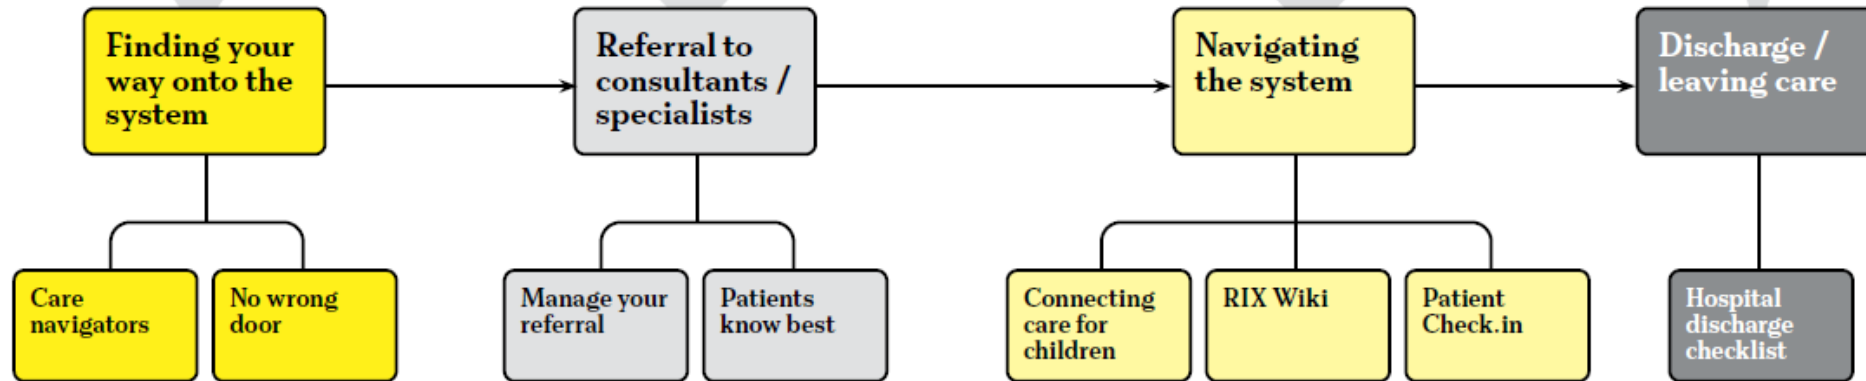 Finding your
way onto the
system
Referral to
consultants /
specialists
Navigating
the system
Discharge /
leaving care
Care
navigators
No wrong
door
Manage your
referral
Patients
know best
Connecting
care for
children
RIX Wiki
Patient
Check.in
Hospital
discharge
checklist